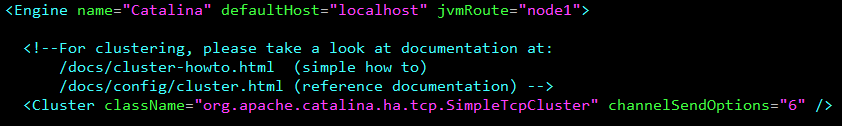 <Engine name="Catalina" defaultHost="localhost" jvmRoute="node1">
<!--For clustering, please take a look at documentation at:
/docs/cluster-howto.html  (simple how to)
/docs/config/cluster.html (reference documentation) -->
<Cluster className="org.apache.catalina.ha.tcp.SimpleTcpCluster" channelSendOptions="6" />